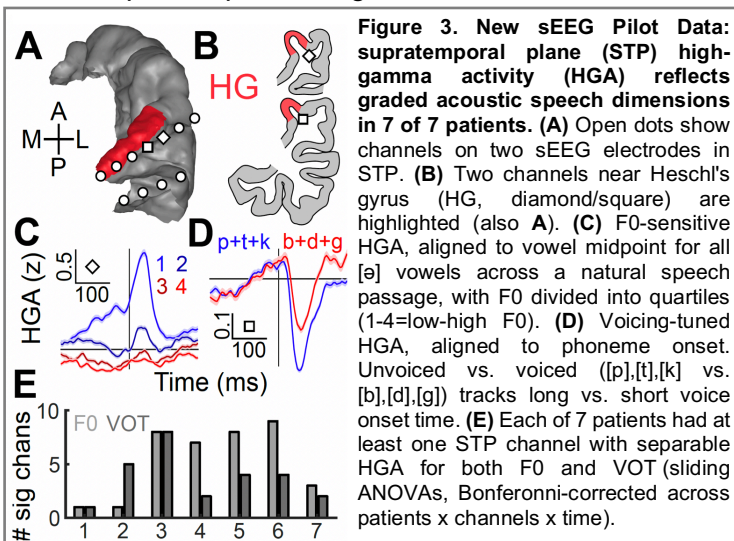 A
B
HG
A
M L
P
C
D
p+t+k b+d+g
HGA (z)
0.5
100
1 2
3 4
0.1
100
Time (ms)
E
# sig chans
10
5
0
F0 VOT
1 2 3 4 5 6 7
Figure 3. New sEEG Pilot Data:
supratemporal plane (STP) high-
gamma activity (HGA) reflects
graded acoustic speech dimensions
in 7 of 7 patients. (A) Open dots show
channels on two sEEG electrodes in
STP. (B) Two channels near Heschl's
gyrus (HG, diamond/square) are
highlighted (also A). (C) F0-sensitive
HGA, aligned to vowel midpoint for all
[ə] vowels across a natural speech
passage, with F0 divided into quartiles
(1-4=low-high F0). (D) Voicing-tuned
HGA, aligned to phoneme onset.
Unvoiced vs. voiced ([p],[t],[k] vs.
[b],[d],[g]) tracks long vs. short voice
onset time. (E) Each of 7 patients had at
least one STP channel with separable
HGA for both F0 and VOT (sliding
ANOVAs, Bonferonni-corrected across
patients x channels x time).